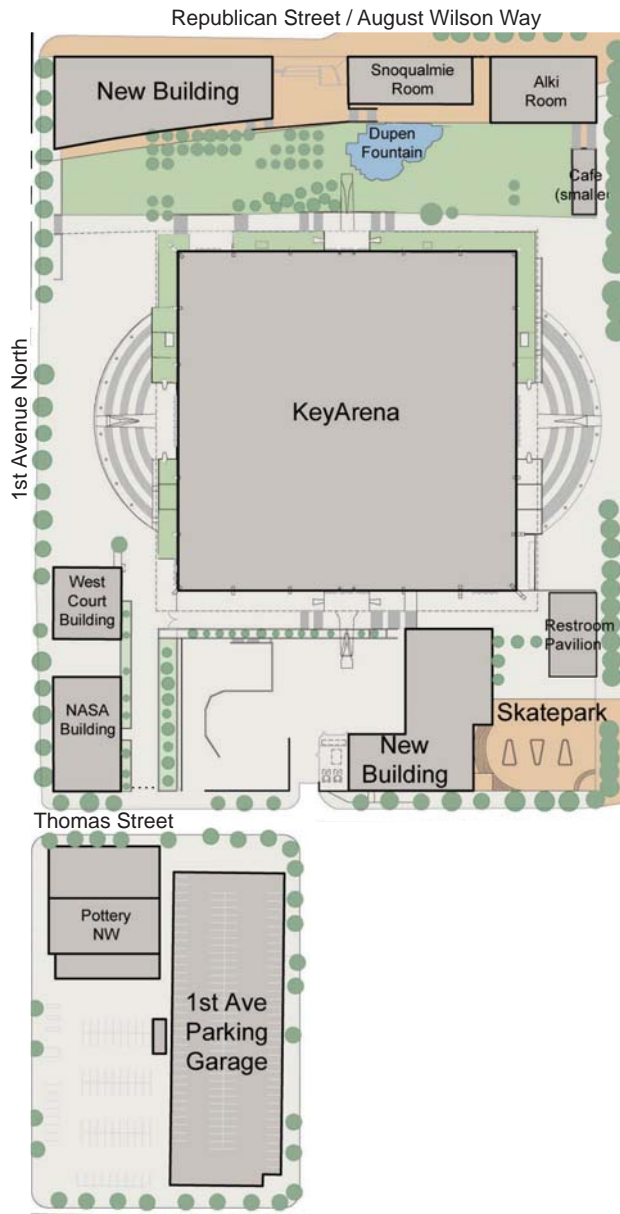 Republican Street / August Wilson Way
New Building
Snoqualmie
Room
Alki
Room
Dupen
Fountain
Cafe
(smalle
1st Avenue North
KeyArena
West
Court
Building
Restroom
Pavilion
NASA
Building
Skatepark
New
Building
Thomas Street
Pottery
NW
1st Ave
Parking
Garage